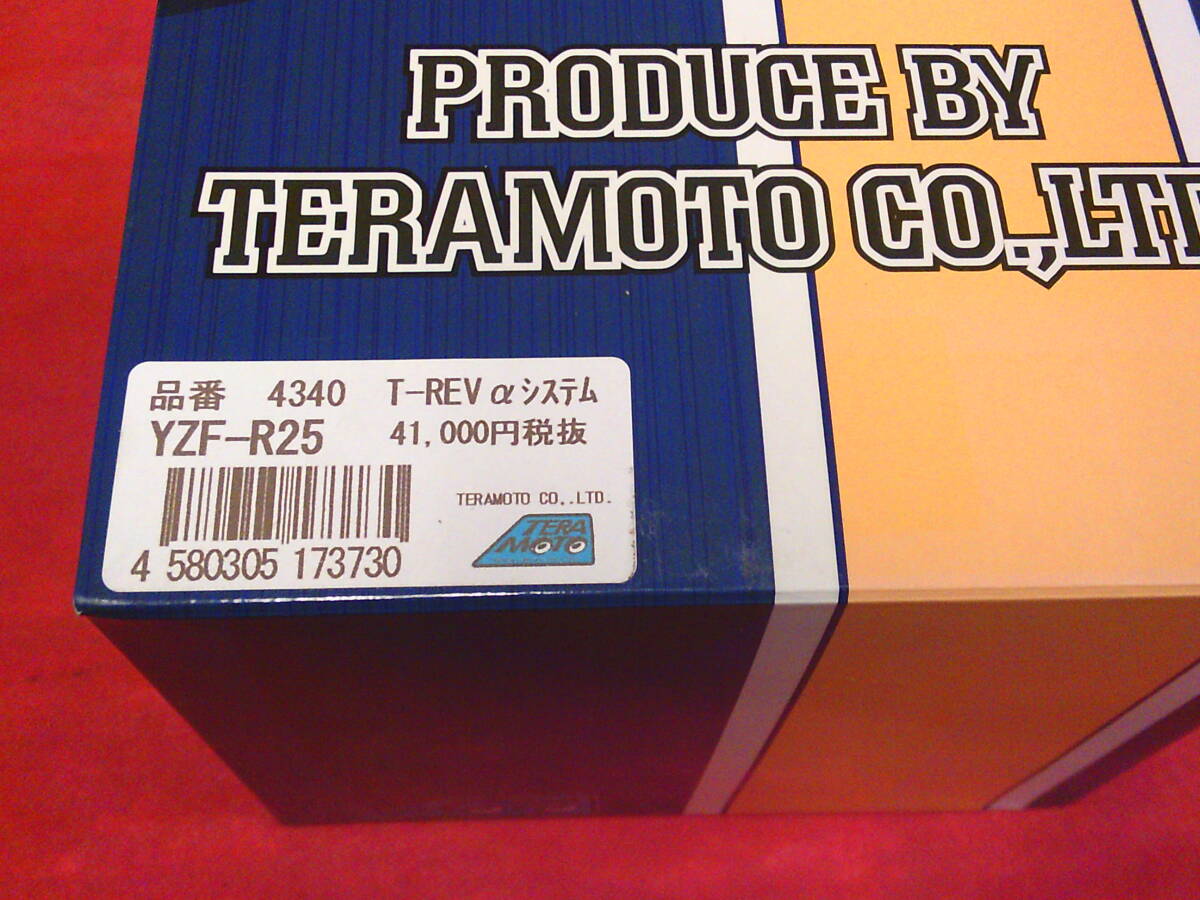 PRODUCE BY
TERAMOTO CO.,LTD
品番 4340 T-REV αシステム
YZF-R25 41,000円税抜
TERAMOTO CO,.LTD.
TERA
MOTO
4 580305 173730